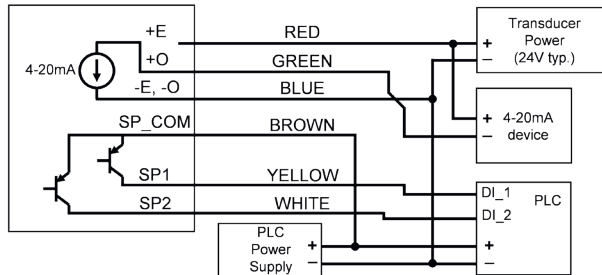 +E
RED
Transducer
Power
(24V typ.)
+
−
4-20mA
+O
GREEN
-E, -O
BLUE
+
−
4-20mA
device
SP_COM
BROWN
SP1
YELLOW
DI_1
PLC
SP2
WHITE
DI_2
PLC
Power
Supply
+
−
+
−